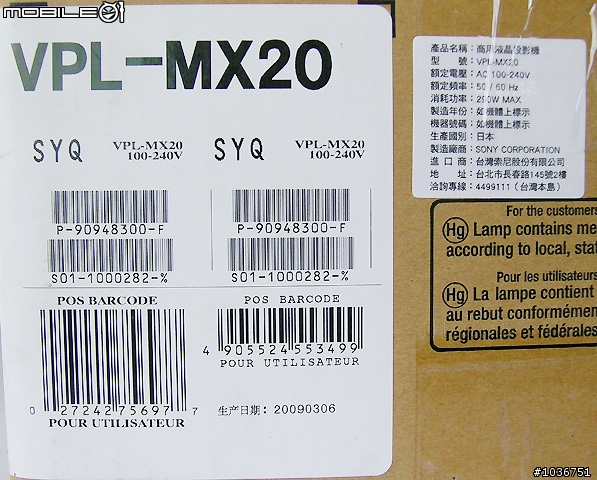 MOBILE01
VPL-MX20
SYQ VPL-MX20
100-240V
SYQ VPL-MX20
100-240V
P-90948300-F
P-90948300-F
S01-1000282-%
S01-1000282-%
POS BARCODE
0 27242 75697 7
POUR UTILISATEUR
POS BARCODE
4 905524 553499
POUR UTILISATEUR
生产日期: 20090306
產品名稱: 商用液晶投影機
型 號: VPL-MX20
額定電壓: AC 100-240V
額定頻率: 50 / 60 Hz
消耗功率: 290W MAX
製造年份: 如機體上標示
機器號碼: 如機體上標示
生產國別: 日本
製造廠商: SONY CORPORATION
進 口 商: 台灣索尼股份有限公司
地 址: 台北市長春路145號2樓
洽詢專線: 4499111 (台灣本島)
For the customers
Hg Lamp contains me
according to local, stat
Pour les utilisateurs
Hg La lampe contient
au rebut conformémen
régionales et fédérales
#1036751